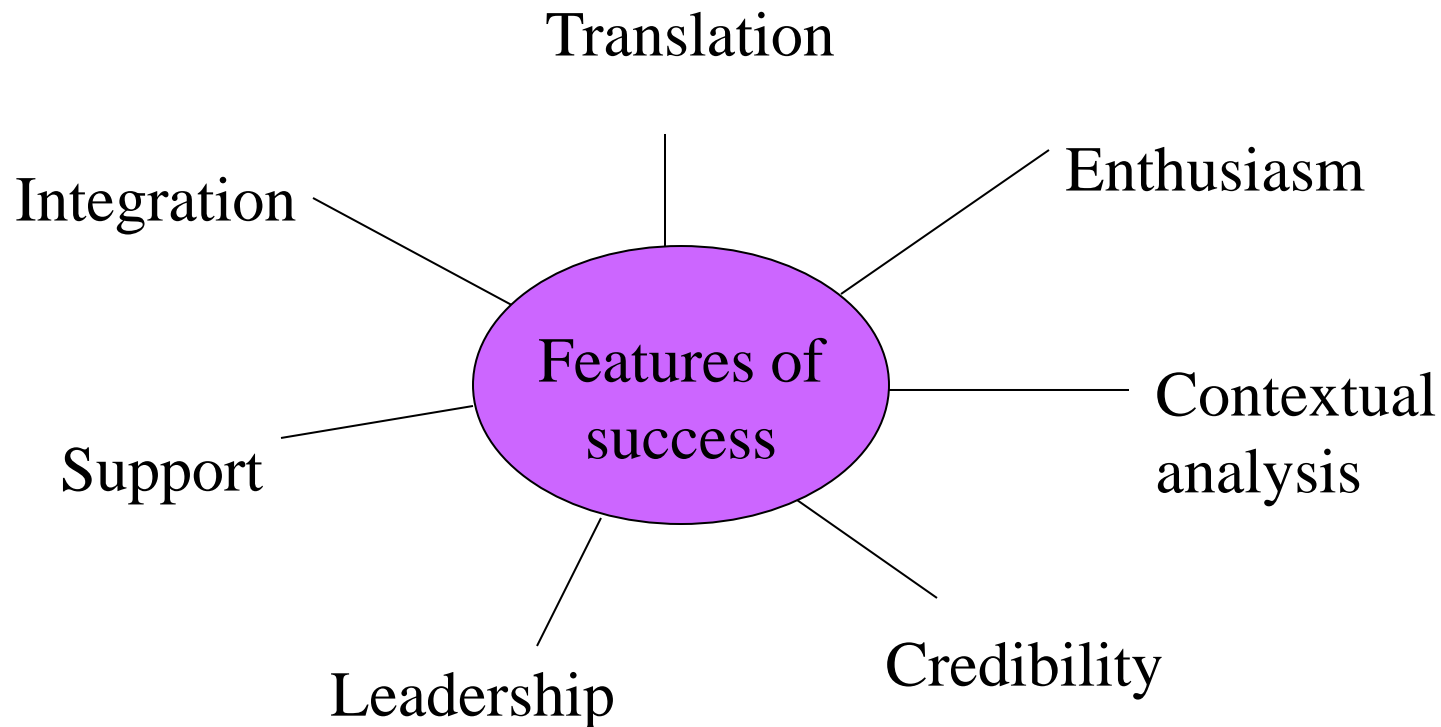 Translation
Enthusiasm
Integration
Features of
success
Contextual
analysis
Support
Credibility
Leadership